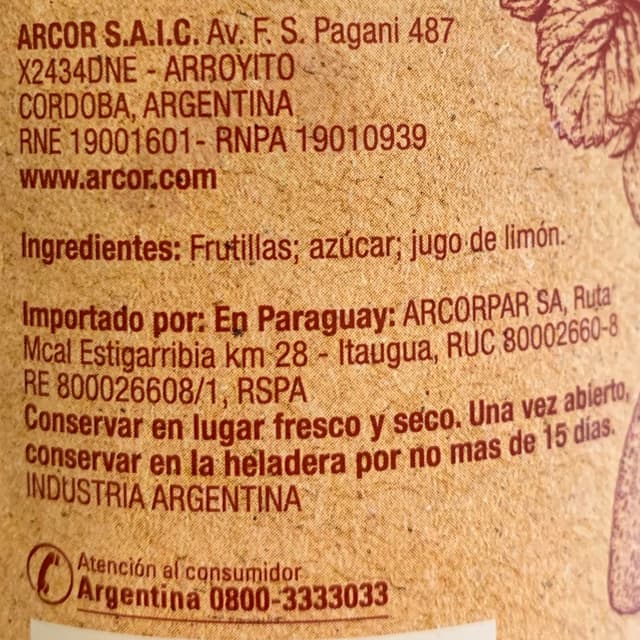 ARCOR S.A.I.C. Av. F. S. Pagani 487
X2434DNE - ARROYITO
CORDOBA, ARGENTINA
RNE 19001601- RNPA 19010939
www.arcor.com
Ingredientes: Frutillas; azúcar; jugo de limón.
Importado por: En Paraguay: ARCORPAR SA, Ruta
Mcal Estigarribia km 28 - Itaugua, RUC 80002660-8
RE 800026608/1, RSPA
Conservar en lugar fresco y seco. Una vez abierto,
conservar en la heladera por no mas de 15 días.
INDUSTRIA ARGENTINA
Atención al consumidor
Argentina 0800-3333033